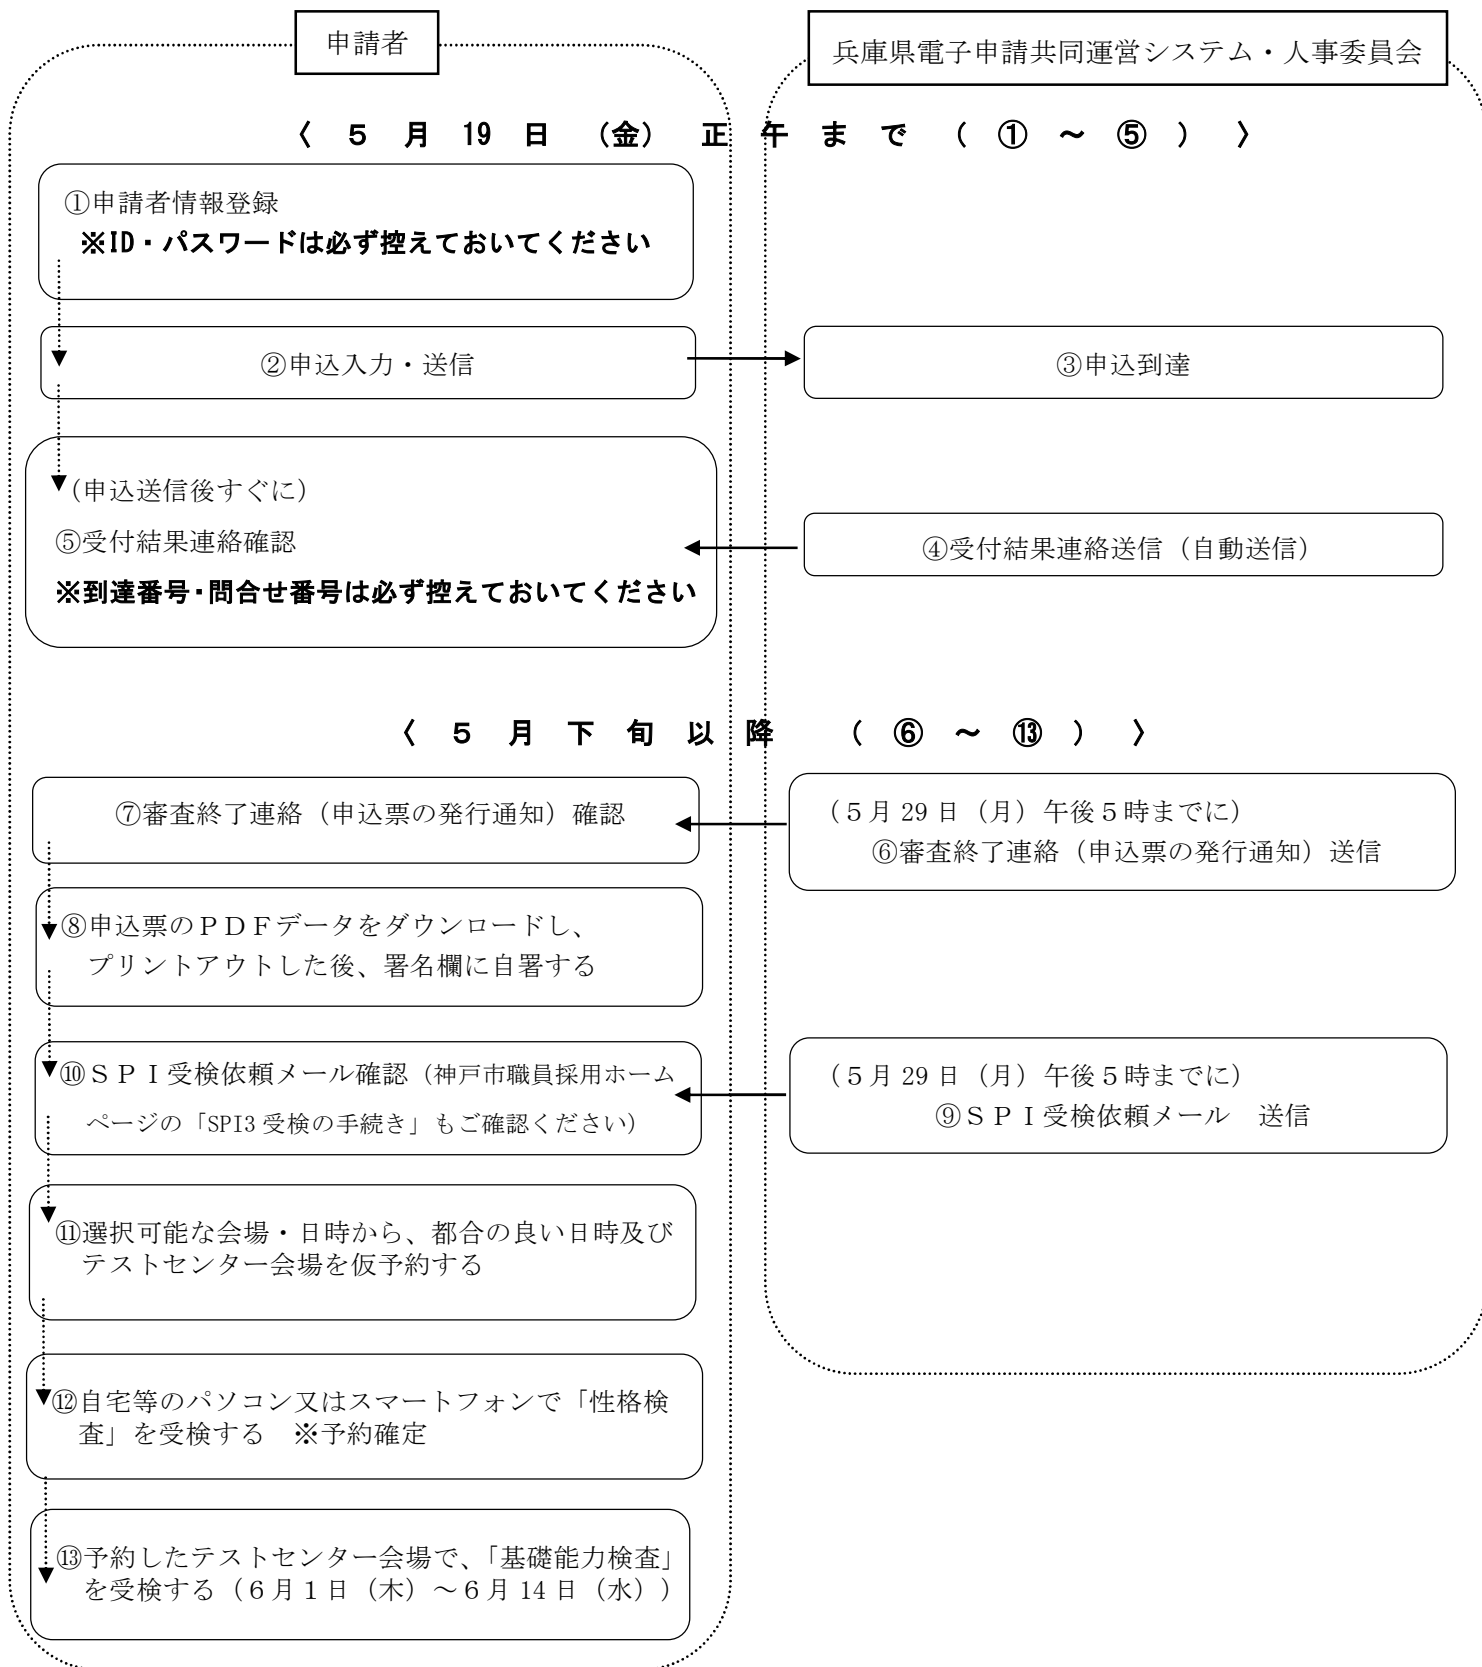 申請者
兵庫県電子申請共同運営システム・人事委員会
〈 ５ 月 19 日 （金） 正 午 ま で （ ① ～ ⑤ ） 〉
①申請者情報登録
※ID・パスワードは必ず控えておいてください
②申込入力・送信
③申込到達
（申込送信後すぐに）
⑤受付結果連絡確認
※到達番号・問合せ番号は必ず控えておいてください
④受付結果連絡送信（自動送信）
〈 ５ 月 下 旬 以 降 （ ⑥ ～ ⑬ ） 〉
⑦審査終了連絡（申込票の発行通知）確認
（５月 29 日（月）午後５時までに）
⑥審査終了連絡（申込票の発行通知）送信
⑧申込票のＰＤＦデータをダウンロードし、
プリントアウトした後、署名欄に自署する
⑩ＳＰＩ受検依頼メール確認（神戸市職員採用ホーム
ページの「SPI3 受検の手続き」もご確認ください）
（５月 29 日（月）午後５時までに）
⑨ＳＰＩ受検依頼メール　送信
⑪選択可能な会場・日時から、都合の良い日時及び
テストセンター会場を仮予約する
⑫自宅等のパソコン又はスマートフォンで「性格検
査」を受検する　※予約確定
⑬予約したテストセンター会場で、「基礎能力検査」
を受検する（６月１日（木）～６月 14 日（水））